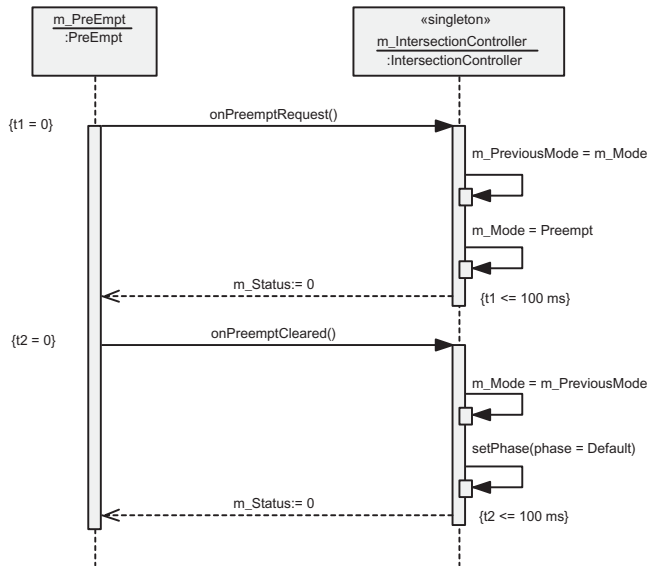 m_PreEmpt
:PreEmpt
«singleton»
m_IntersectionController
:IntersectionController
{t1 = 0}
onPreemptRequest()
m_PreviousMode = m_Mode
m_Mode = Preempt
m_Status:= 0
{t1 <= 100 ms}
{t2 = 0}
onPreemptCleared()
m_Mode = m_PreviousMode
setPhase(phase = Default)
m_Status:= 0
{t2 <= 100 ms}